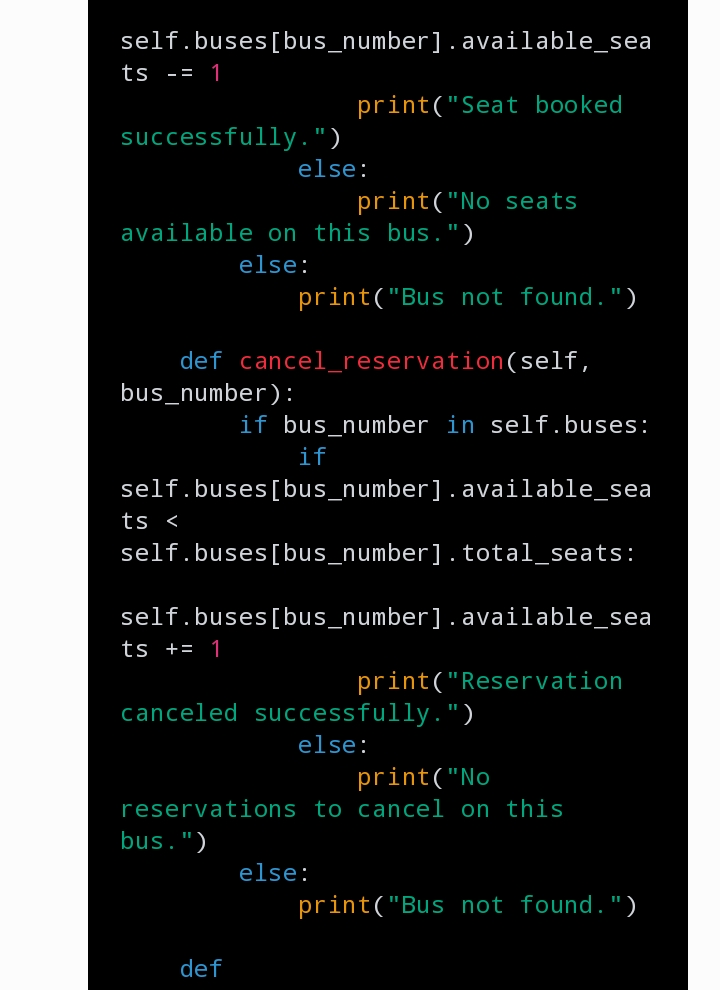 self.buses[bus_number].available_sea
ts -= 1
                print("Seat booked
successfully.")
            else:
                print("No seats
available on this bus.")
        else:
            print("Bus not found.")

    def cancel_reservation(self,
bus_number):
        if bus_number in self.buses:
            if
self.buses[bus_number].available_sea
ts <
self.buses[bus_number].total_seats:

self.buses[bus_number].available_sea
ts += 1
                print("Reservation
canceled successfully.")
            else:
                print("No
reservations to cancel on this
bus.")
        else:
            print("Bus not found.")

    def